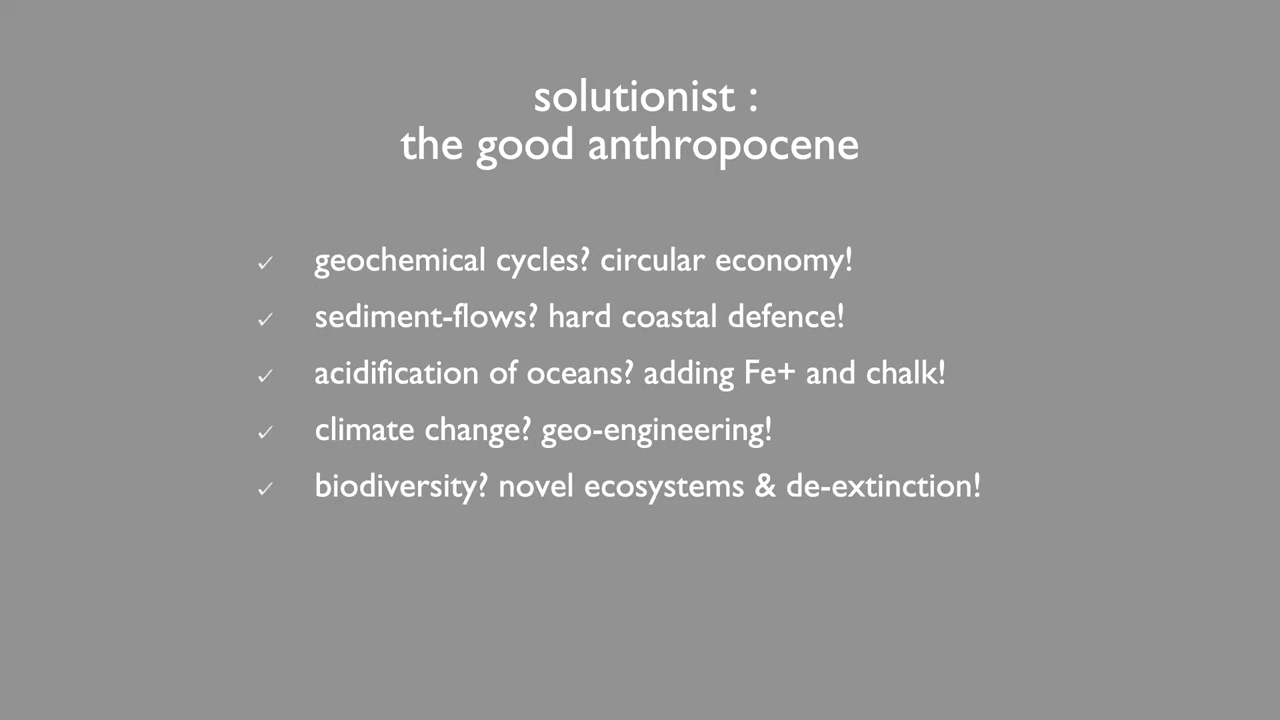 solutionist :
the good anthropocene
✓ geochemical cycles? circular economy!
✓ sediment-flows? hard coastal defence!
✓ acidification of oceans? adding Fe+ and chalk!
✓ climate change? geo-engineering!
✓ biodiversity? novel ecosystems & de-extinction!